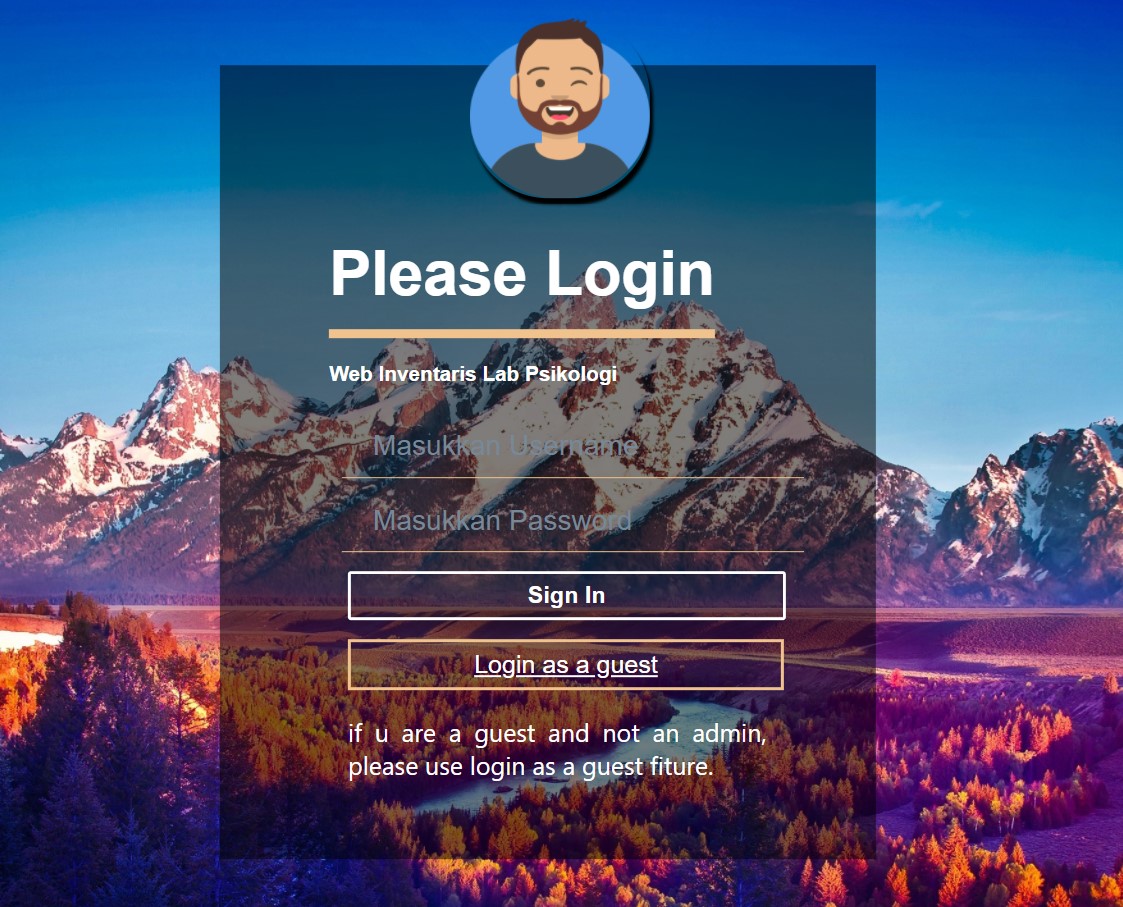 Please Login
Web Inventaris Lab Psikologi
Masukkan Username
Masukkan Password
Sign In
Login as a guest
if u are a guest and not an admin,
please use login as a guest fiture.